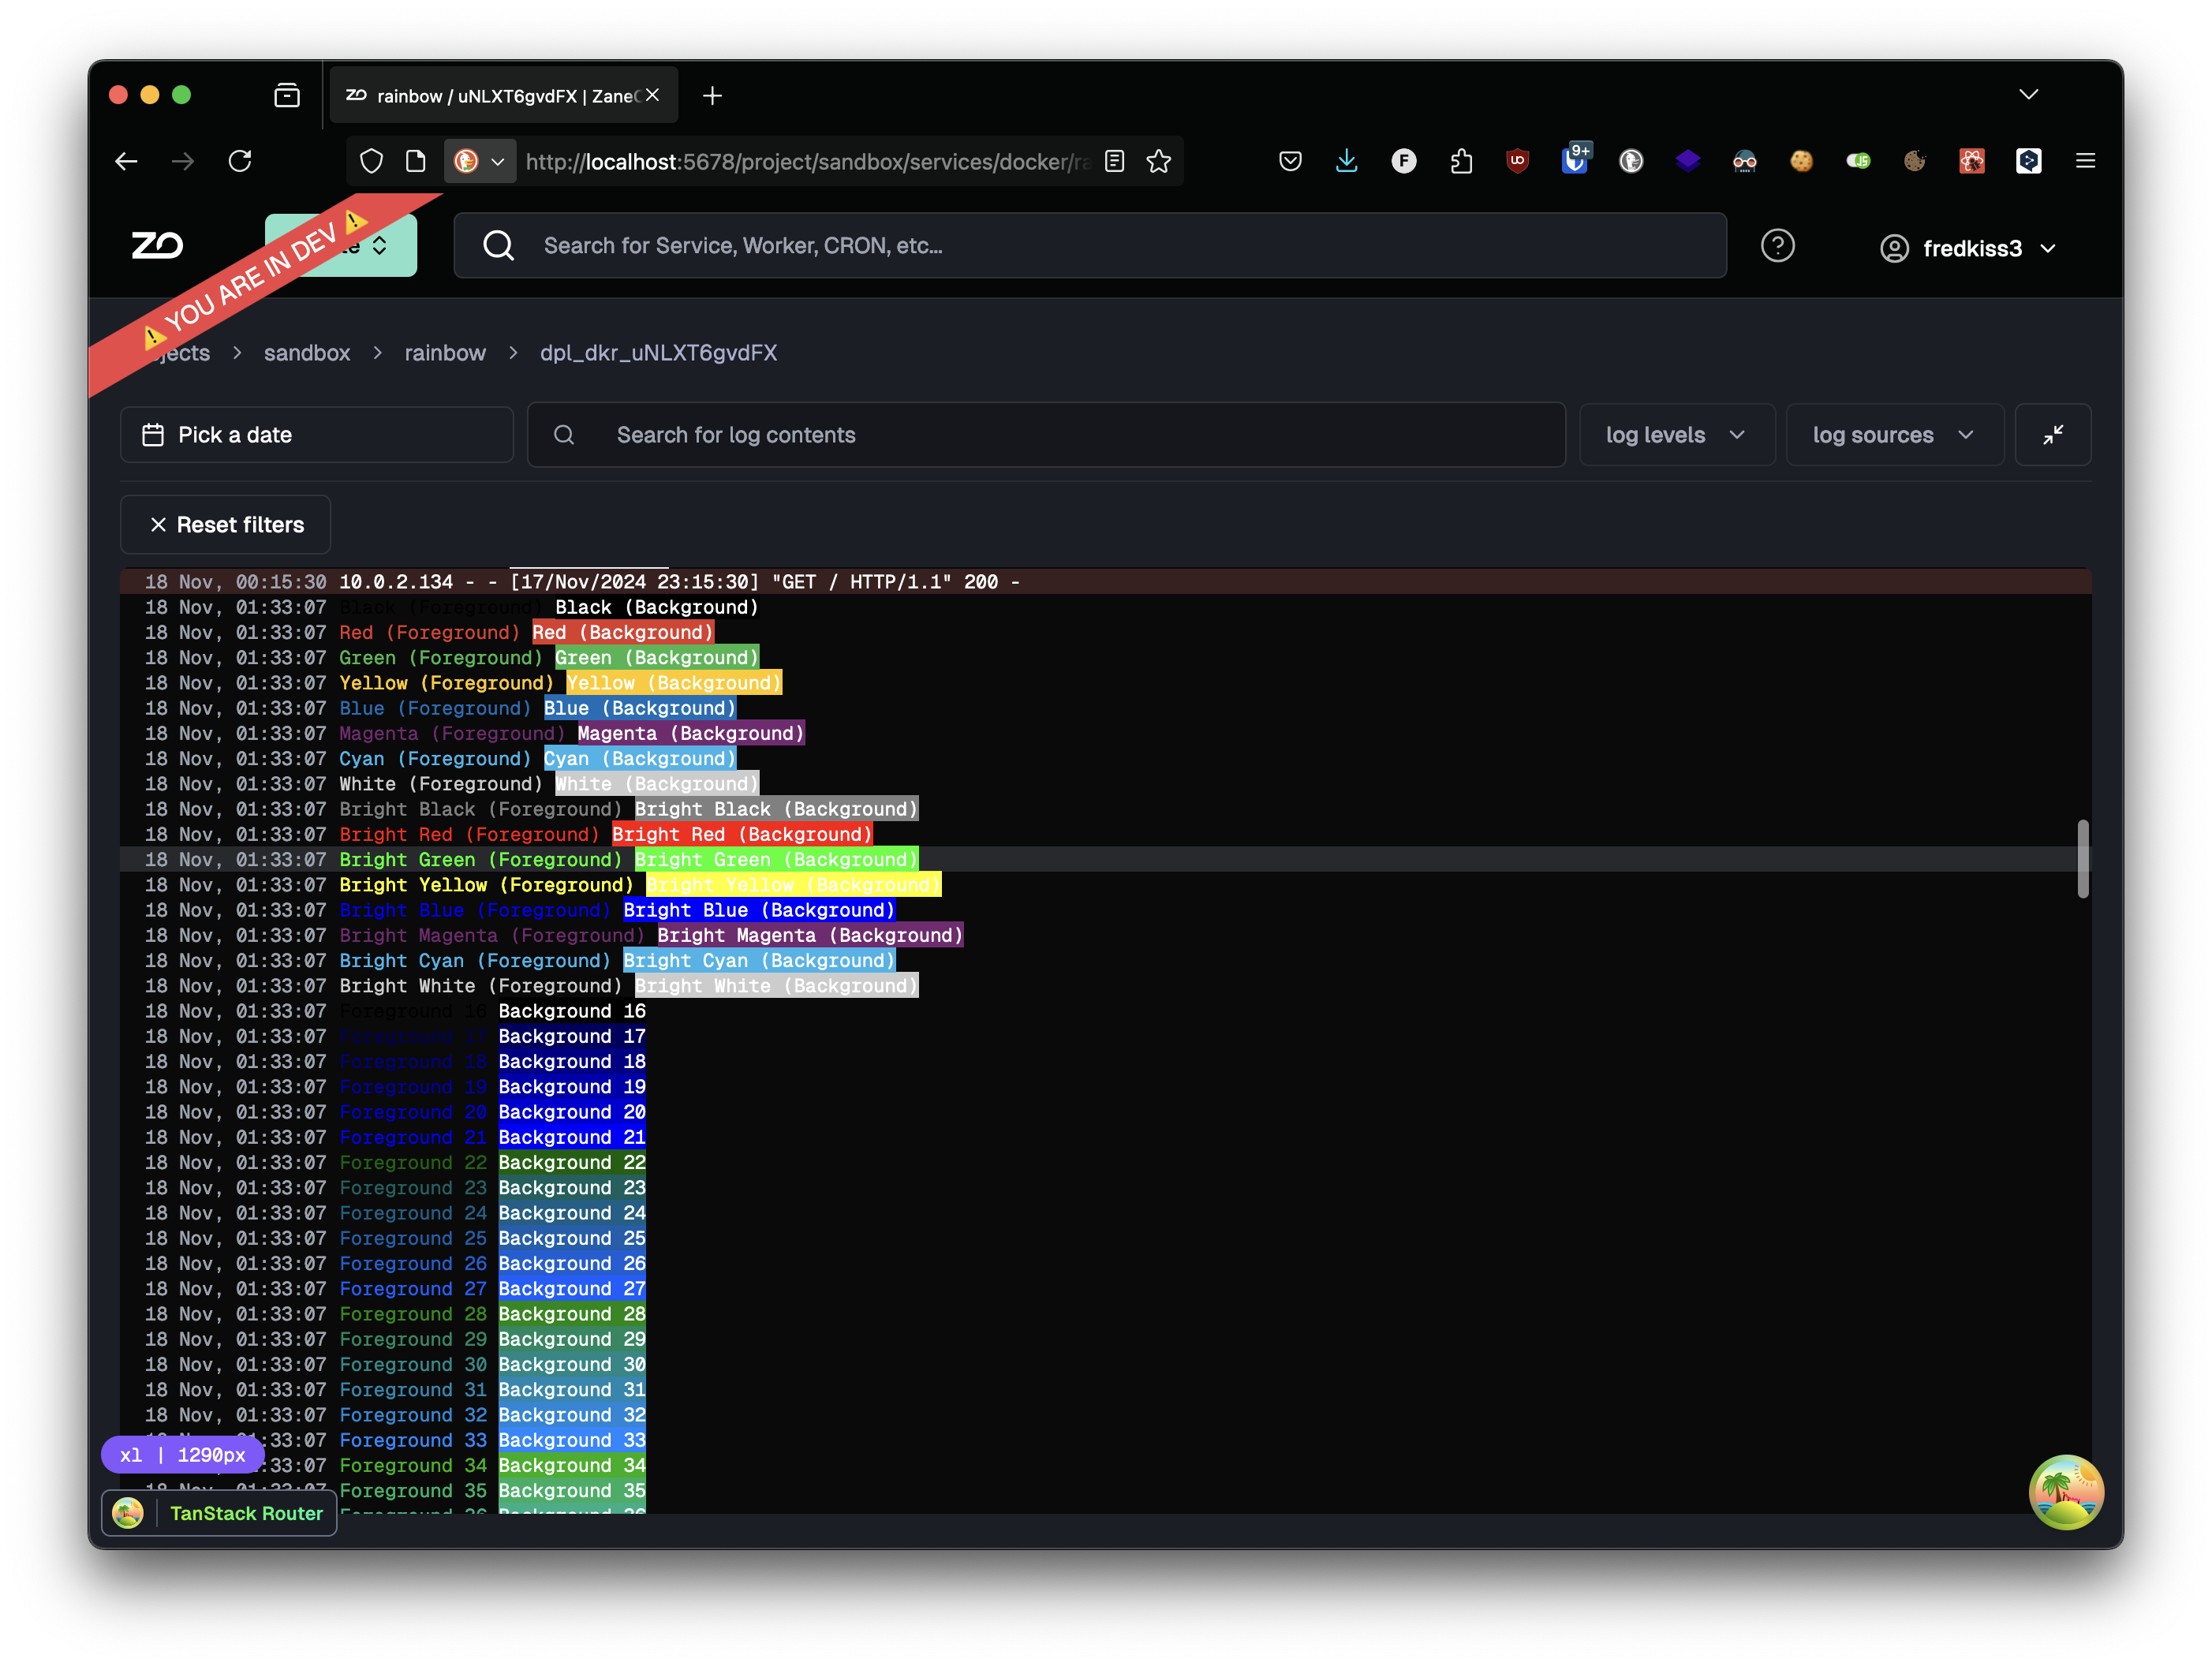 ZO rainbow / uNLXT6gvdFX | Zane
http://localhost:5678/project/sandbox/services/docker/ra
9+
⚠️ YOU ARE IN DEV ⚠️
ZO
Search for Service, Worker, CRON, etc...
fredkiss3
sandbox > rainbow > dpl_dkr_uNLXT6gvdFX
Pick a date
Search for log contents
log levels
log sources
Reset filters
18 Nov, 00:15:30 10.0.2.134 - - [17/Nov/2024 23:15:30] "GET / HTTP/1.1" 200 -
18 Nov, 01:33:07 Black (Foreground) Black (Background)
18 Nov, 01:33:07 Red (Foreground) Red (Background)
18 Nov, 01:33:07 Green (Foreground) Green (Background)
18 Nov, 01:33:07 Yellow (Foreground) Yellow (Background)
18 Nov, 01:33:07 Blue (Foreground) Blue (Background)
18 Nov, 01:33:07 Magenta (Foreground) Magenta (Background)
18 Nov, 01:33:07 Cyan (Foreground) Cyan (Background)
18 Nov, 01:33:07 White (Foreground) White (Background)
18 Nov, 01:33:07 Bright Black (Foreground) Bright Black (Background)
18 Nov, 01:33:07 Bright Red (Foreground) Bright Red (Background)
18 Nov, 01:33:07 Bright Green (Foreground) Bright Green (Background)
18 Nov, 01:33:07 Bright Yellow (Foreground) Bright Yellow (Background)
18 Nov, 01:33:07 Bright Blue (Foreground) Bright Blue (Background)
18 Nov, 01:33:07 Bright Magenta (Foreground) Bright Magenta (Background)
18 Nov, 01:33:07 Bright Cyan (Foreground) Bright Cyan (Background)
18 Nov, 01:33:07 Bright White (Foreground) Bright White (Background)
18 Nov, 01:33:07 Foreground 16 Background 16
18 Nov, 01:33:07 Foreground 17 Background 17
18 Nov, 01:33:07 Foreground 18 Background 18
18 Nov, 01:33:07 Foreground 19 Background 19
18 Nov, 01:33:07 Foreground 20 Background 20
18 Nov, 01:33:07 Foreground 21 Background 21
18 Nov, 01:33:07 Foreground 22 Background 22
18 Nov, 01:33:07 Foreground 23 Background 23
18 Nov, 01:33:07 Foreground 24 Background 24
18 Nov, 01:33:07 Foreground 25 Background 25
18 Nov, 01:33:07 Foreground 26 Background 26
18 Nov, 01:33:07 Foreground 27 Background 27
18 Nov, 01:33:07 Foreground 28 Background 28
18 Nov, 01:33:07 Foreground 29 Background 29
18 Nov, 01:33:07 Foreground 30 Background 30
18 Nov, 01:33:07 Foreground 31 Background 31
18 Nov, 01:33:07 Foreground 32 Background 32
:33:07 Foreground 33 Background 33
:33:07 Foreground 34 Background 34
Foreground 35 Background 35
xl | 1290px
TanStack Router